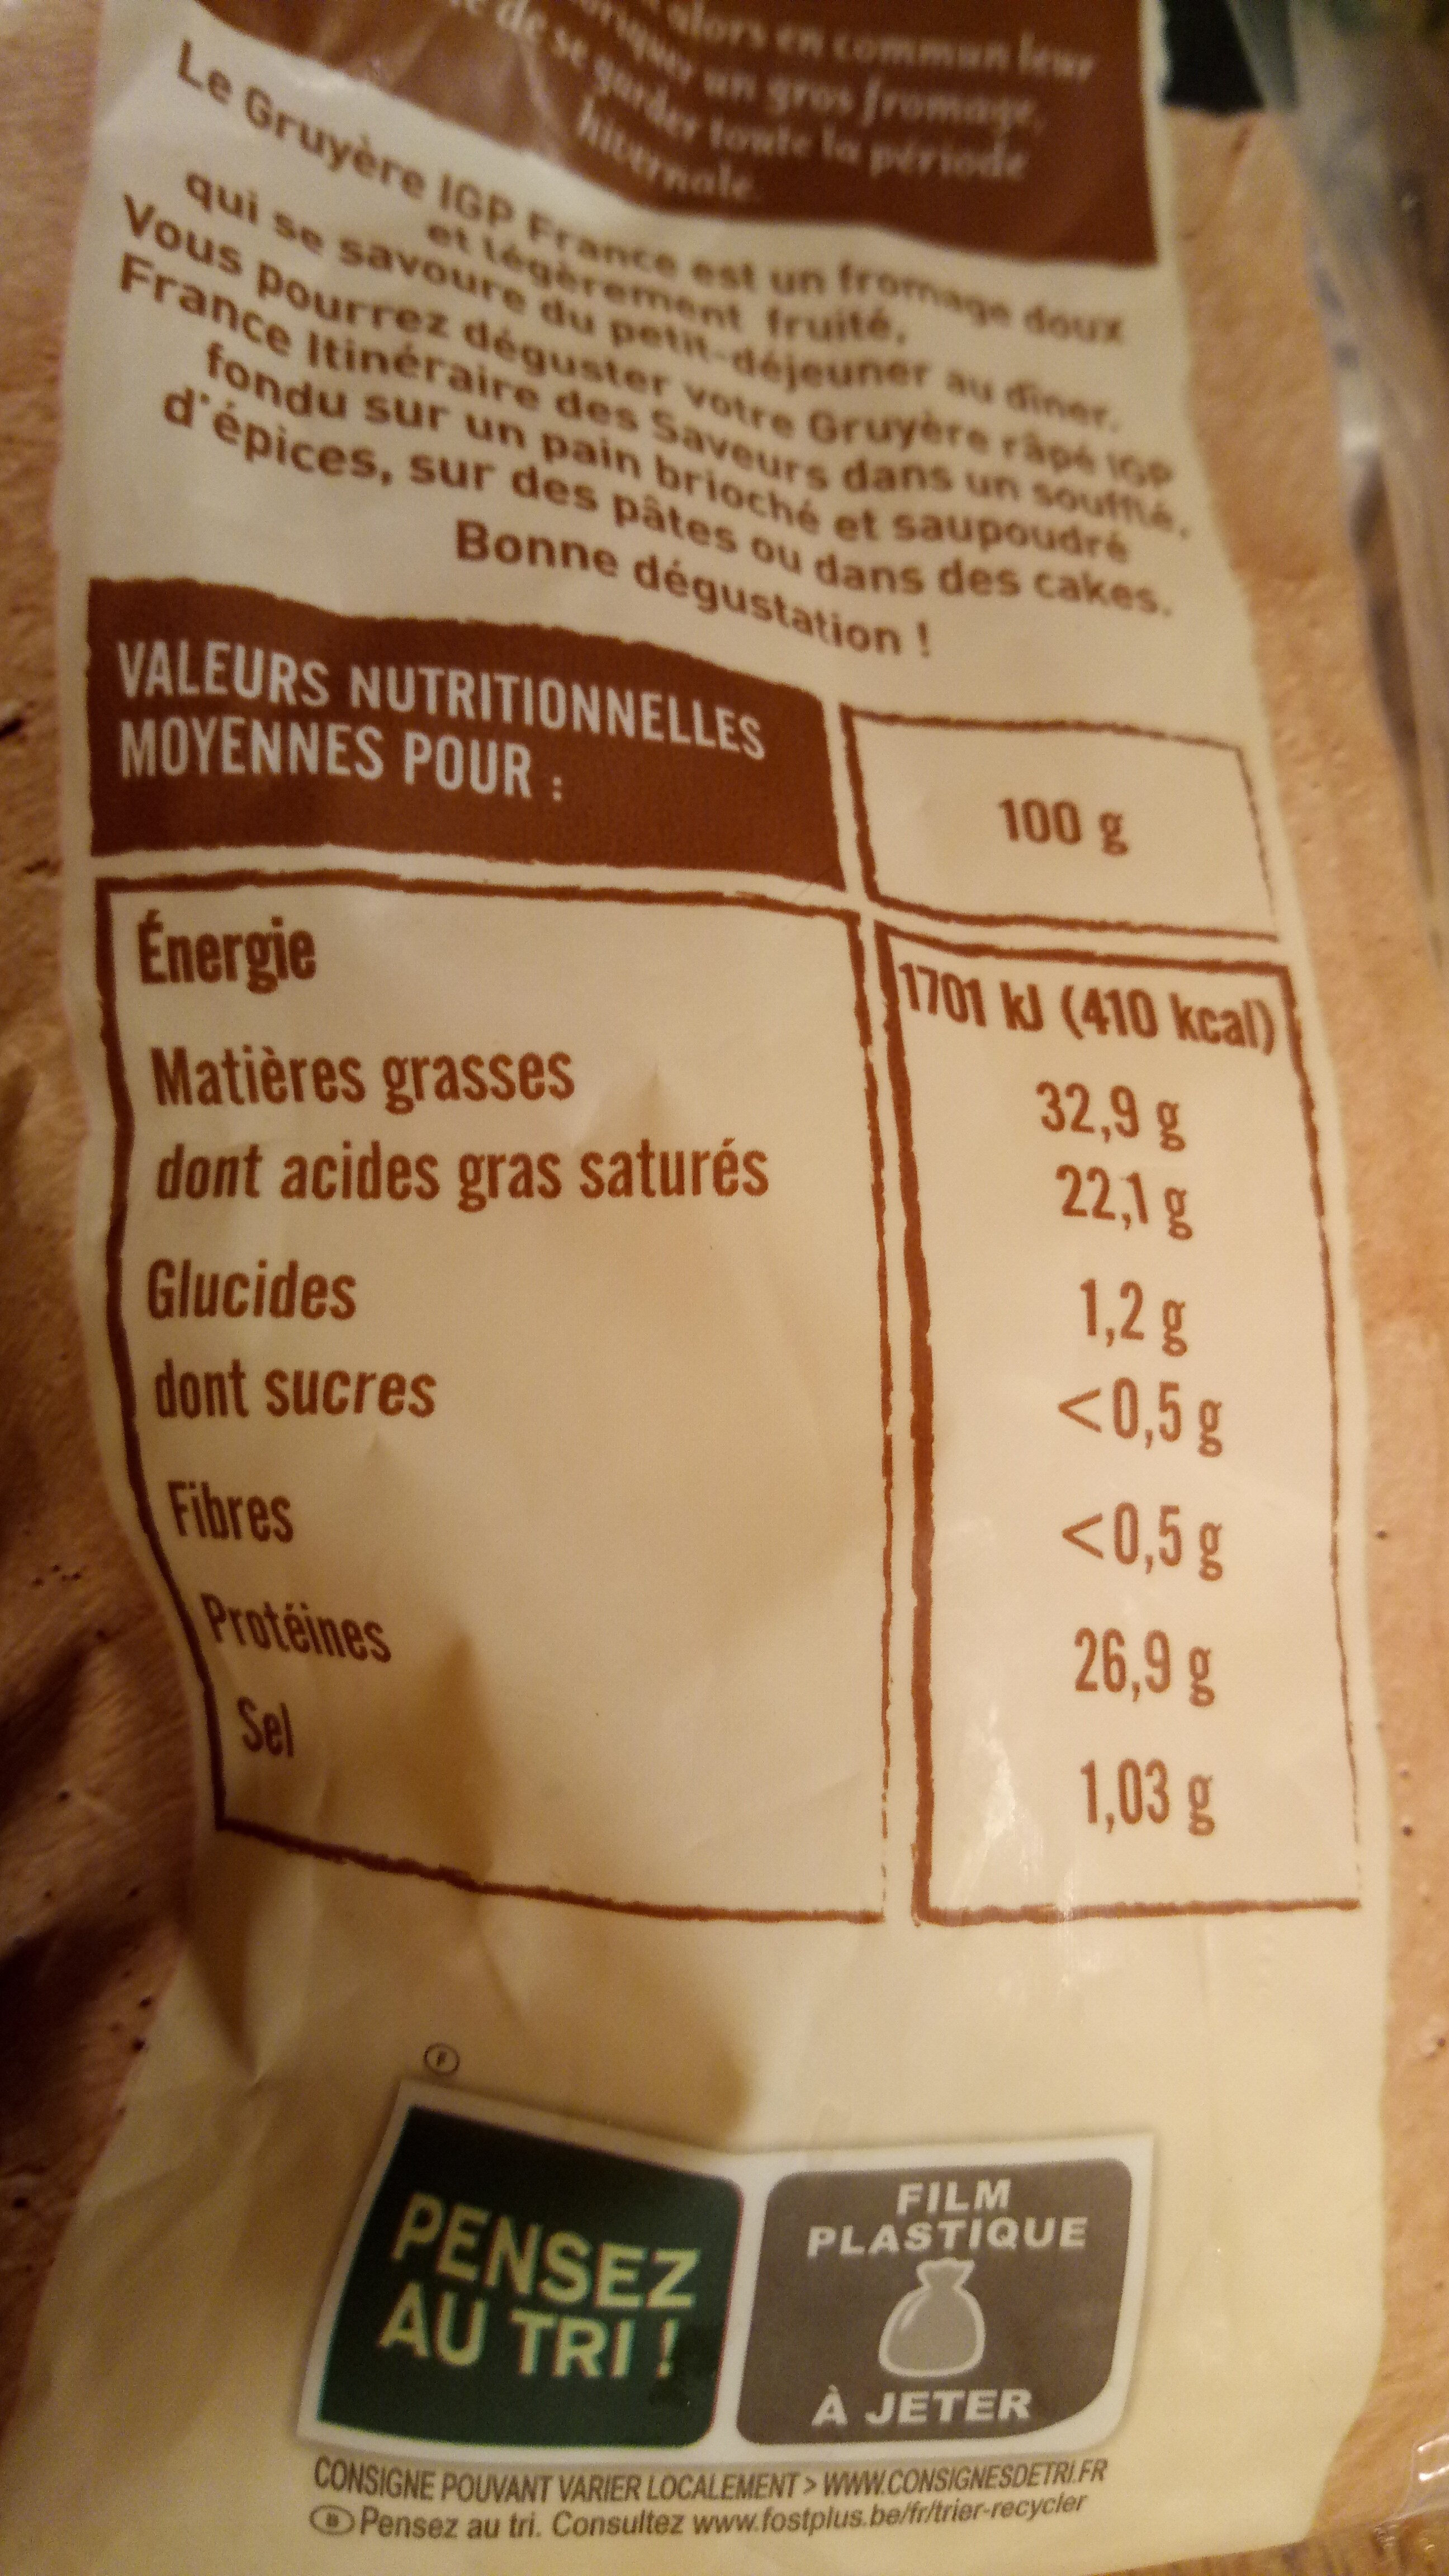 alors en commun leur
un gros fromage,
de se garder toute la période
hivernale.
Le Gruyère IGP France est un fromage doux
et légèrement fruité,
qui se savoure du petit-déjeuner au dîner.
Vous pourrez déguster votre Gruyère râpé IGP
France Itinéraire des Saveurs dans un soufflé,
fondu sur un pain brioché et saupoudré
d'épices, sur des pâtes ou dans des cakes.
Bonne dégustation !
VALEURS NUTRITIONNELLES
MOYENNES POUR :
100 g
Énergie
1701 kJ (410 kcal)
Matières grasses
32,9 g
dont acides gras saturés
22,1 g
Glucides
1,2 g
dont sucres
<0,5 g
Fibres
<0,5 g
Protéines
26,9 g
Sel
1,03 g
F
PENSEZ
AU TRI !
FILM
PLASTIQUE
À JETER
CONSIGNE POUVANT VARIER LOCALEMENT > WWW.CONSIGNESDETRI.FR
B Pensez au tri. Consultez www.fostplus.be/fr/trier-recycler